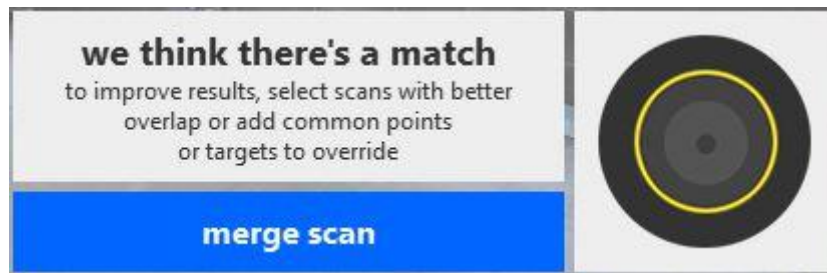 we think there's a match
to improve results, select scans with better
overlap or add common points
or targets to override
merge scan